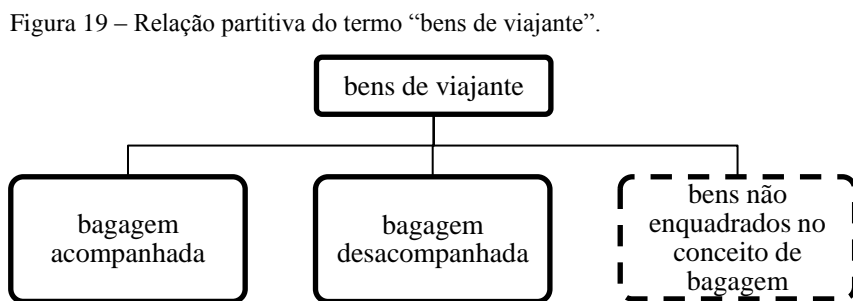 Figura 19 – Relação partitiva do termo “bens de viajante”.
bens de viajante
bagagem
acompanhada
bagagem
desacompanhada
bens não
enquadrados no
conceito de
bagagem